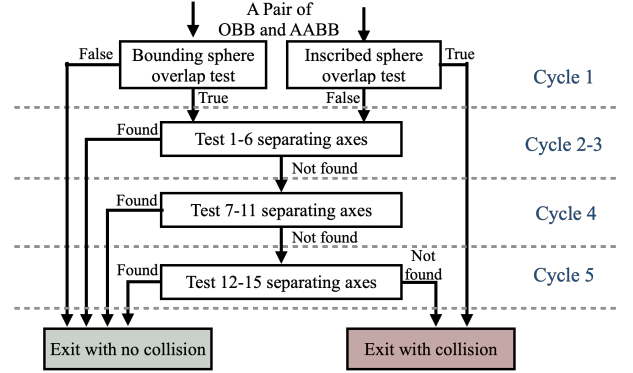 A Pair of
OBB and AABB
False
Bounding sphere
overlap test
Inscribed sphere
overlap test
True
Cycle 1
True
False
Found
Test 1-6 separating axes
Cycle 2-3
Not found
Found
Test 7-11 separating axes
Cycle 4
Not found
Found
Test 12-15 separating axes
Not
found
Cycle 5
Exit with no collision
Exit with collision